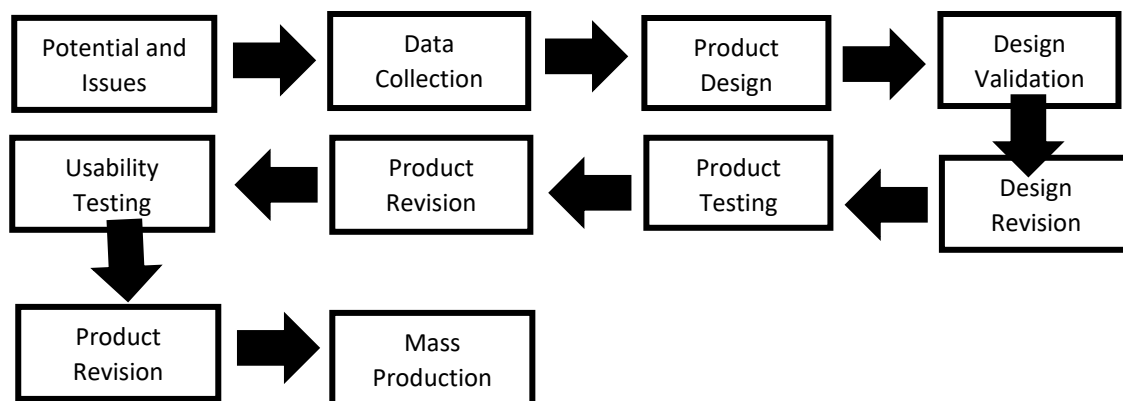 Potential and
Issues
Data
Collection
Product
Design
Design
Validation
Usability
Testing
Product
Revision
Product
Testing
Design
Revision
Product
Revision
Mass
Production